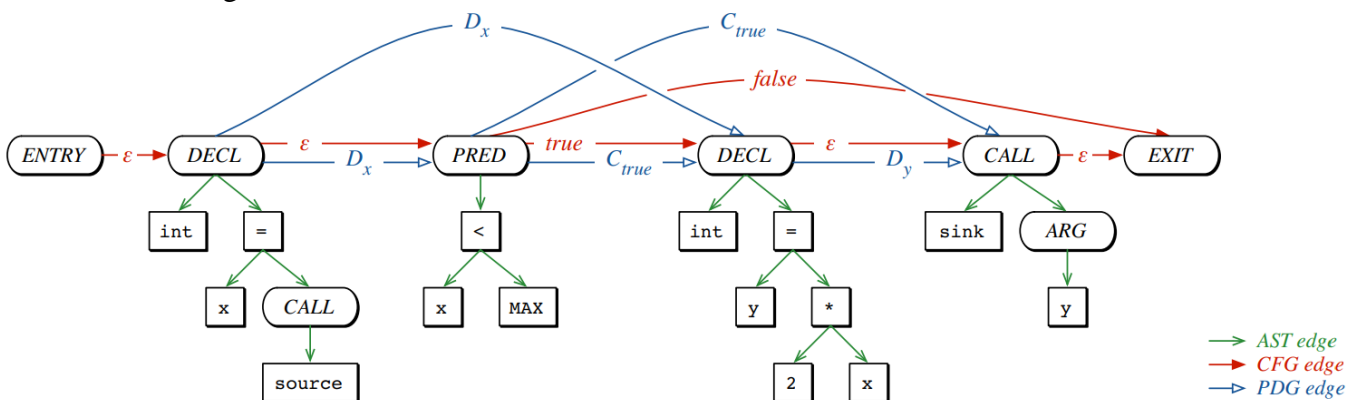 D_x
C_true
false
ENTRY ε DECL ε PRED true DECL ε CALL ε EXIT
D_x C_true D_y
int = < int = sink ARG
x CALL x MAX y * y
source 2 x
AST edge
CFG edge
PDG edge